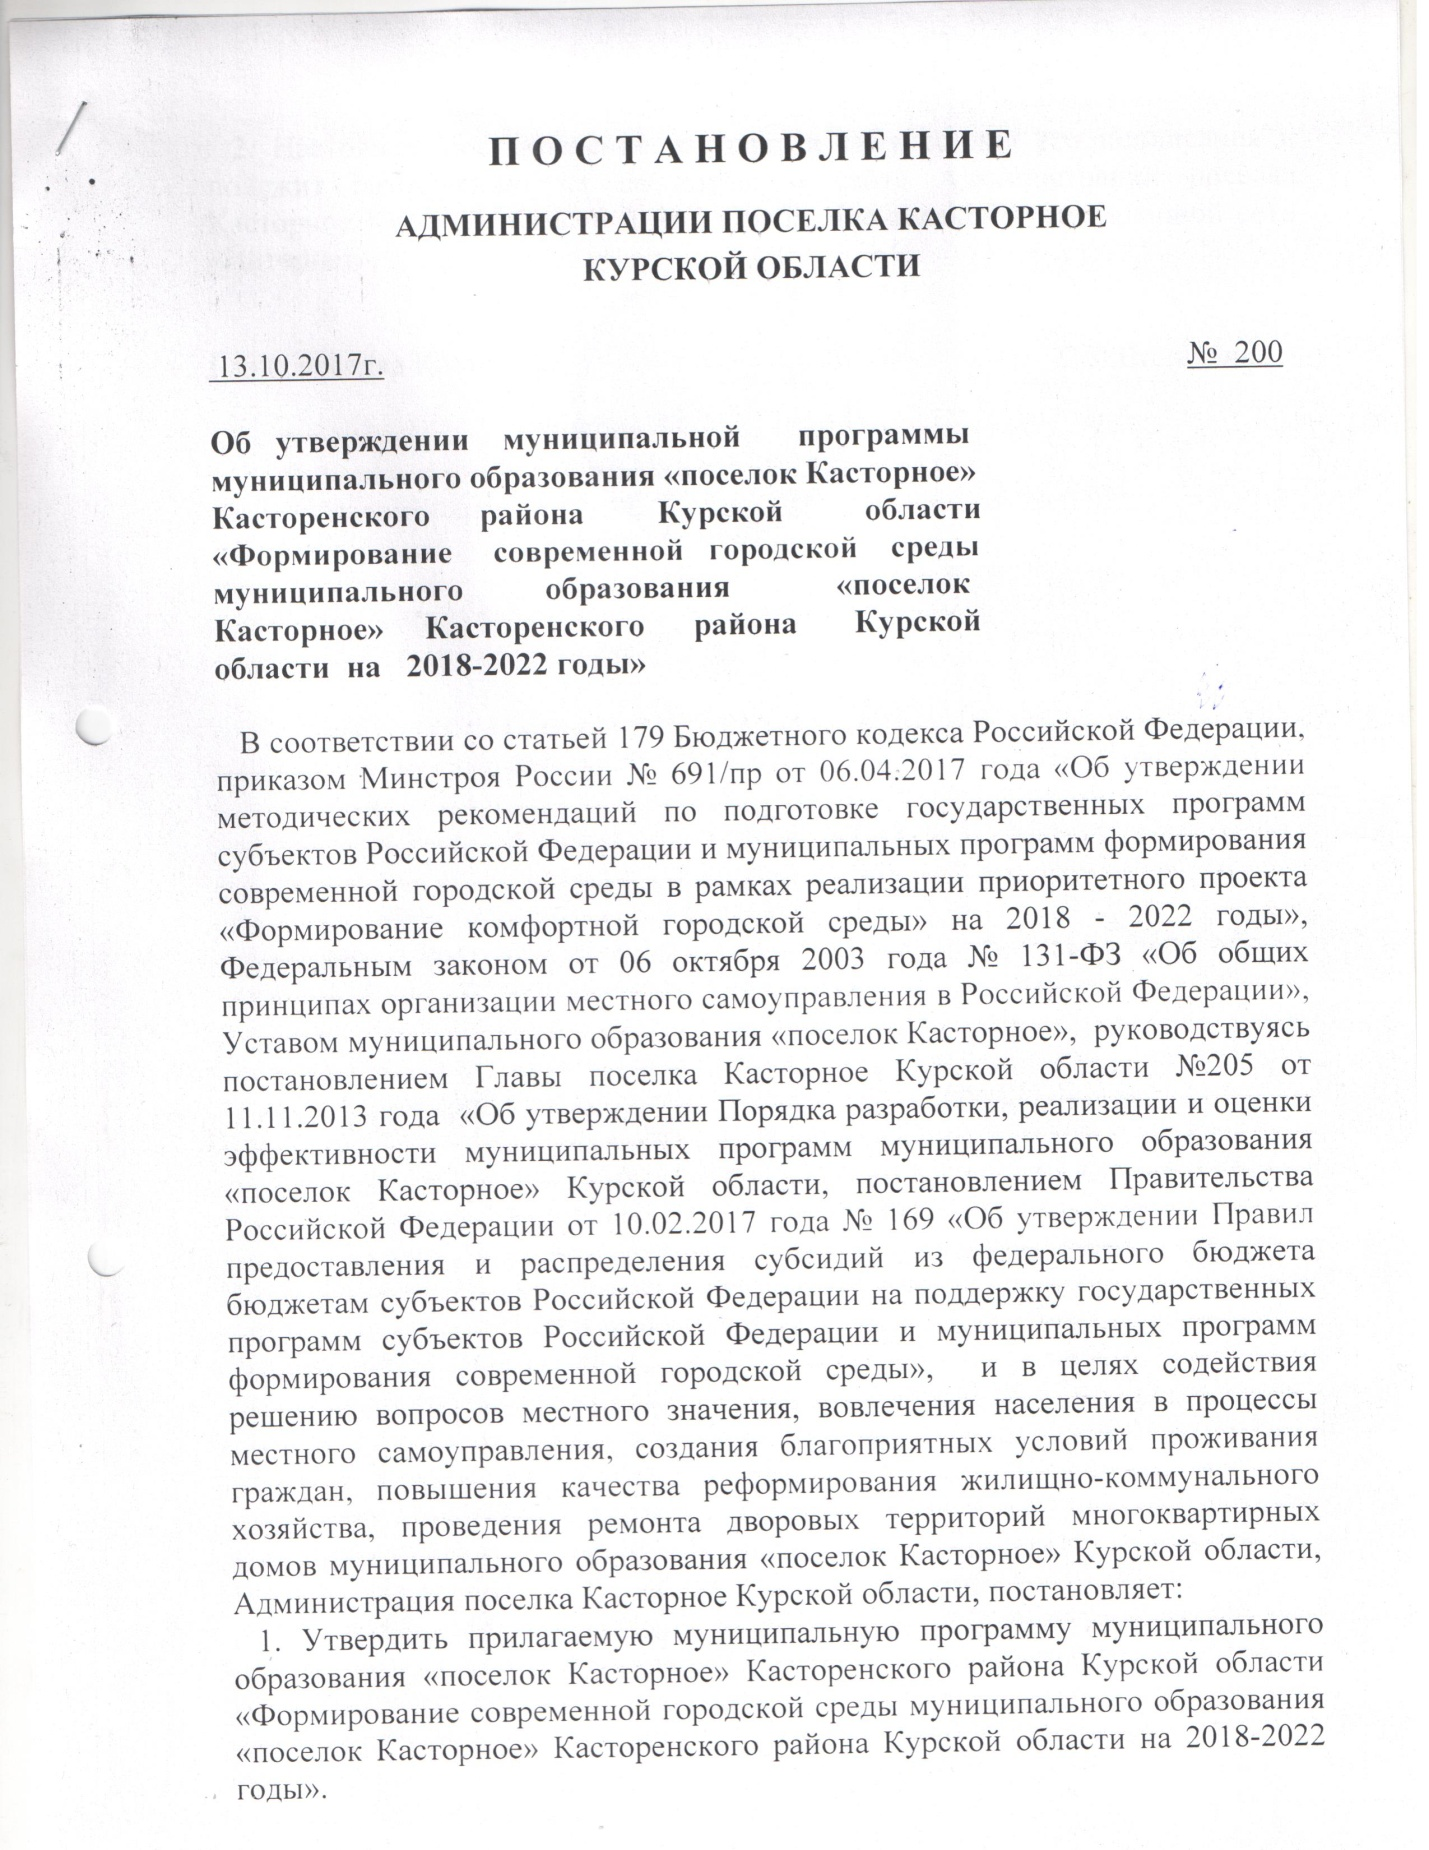 ПОСТАНОВЛЕНИЕ
АДМИНИСТРАЦИИ ПОСЕЛКА КАСТОРНОЕ
КУРСКОЙ ОБЛАСТИ
13.10.2017г.
№ 200
Об утверждении муниципальной программы
муниципального образования «поселок Касторное»
Касторенского района Курской области
«Формирование современной городской среды
муниципального образования «поселок
Касторное» Касторенского района Курской
области на 2018-2022 годы»
В соответствии со статьей 179 Бюджетного кодекса Российской Федерации,
приказом Минстроя России № 691/пр от 06.04.2017 года «Об утверждении
методических рекомендаций по подготовке государственных программ
субъектов Российской Федерации и муниципальных программ формирования
современной городской среды в рамках реализации приоритетного проекта
«Формирование комфортной городской среды» на 2018 - 2022 годы»,
Федеральным законом от 06 октября 2003 года № 131-ФЗ «Об общих
принципах организации местного самоуправления в Российской Федерации»,
Уставом муниципального образования «поселок Касторное», руководствуясь
постановлением Главы поселка Касторное Курской области №205 от
11.11.2013 года «Об утверждении Порядка разработки, реализации и оценки
эффективности муниципальных программ муниципального образования
«поселок Касторное» Курской области, постановлением Правительства
Российской Федерации от 10.02.2017 года № 169 «Об утверждении Правил
предоставления и распределения субсидий из федерального бюджета
бюджетам субъектов Российской Федерации на поддержку государственных
программ субъектов Российской Федерации и муниципальных программ
формирования современной городской среды», и в целях содействия
решению вопросов местного значения, вовлечения населения в процессы
местного самоуправления, создания благоприятных условий проживания
граждан, повышения качества реформирования жилищно-коммунального
хозяйства, проведения ремонта дворовых территорий многоквартирных
домов муниципального образования «поселок Касторное» Курской области,
Администрация поселка Касторное Курской области, постановляет:
1. Утвердить прилагаемую муниципальную программу муниципального
образования «поселок Касторное» Касторенского района Курской области
«Формирование современной городской среды муниципального образования
«поселок Касторное» Касторенского района Курской области на 2018-2022
годы».